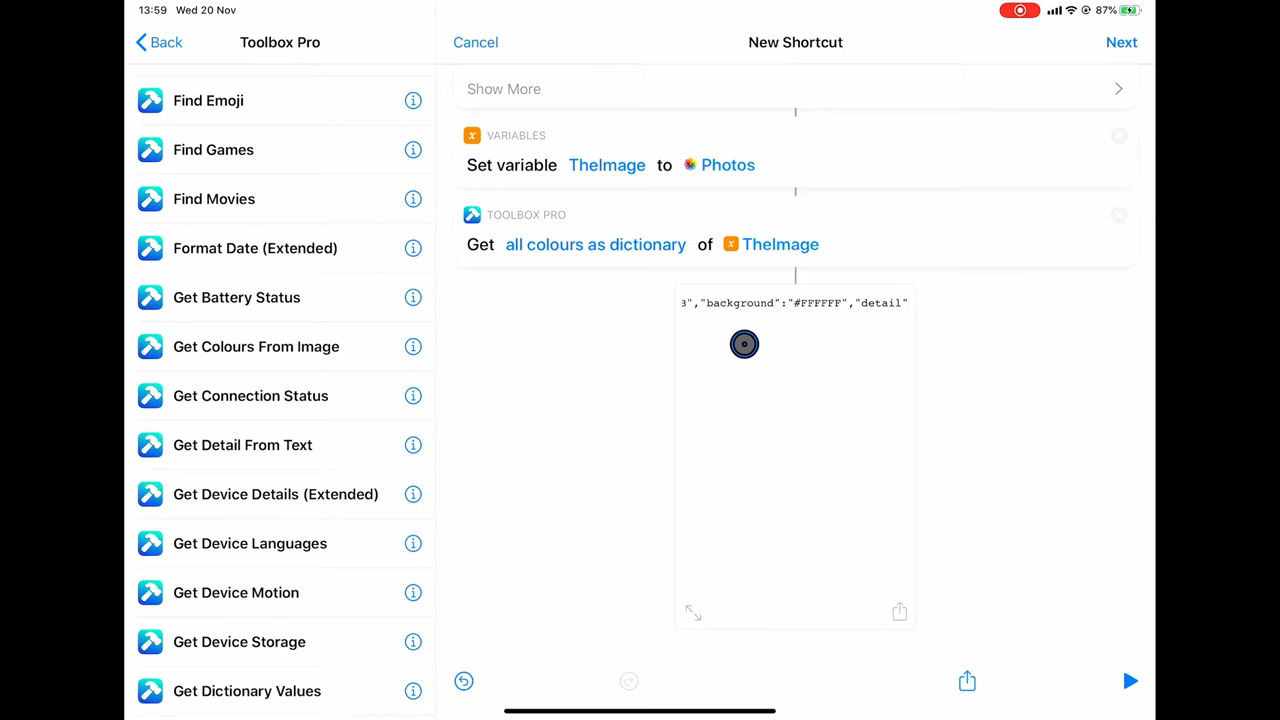 13:59 Wed 20 Nov
87%
Back
Toolbox Pro
Cancel
New Shortcut
Next
Find Emoji
Find Games
Find Movies
Format Date (Extended)
Get Battery Status
Get Colours From Image
Get Connection Status
Get Detail From Text
Get Device Details (Extended)
Get Device Languages
Get Device Motion
Get Device Storage
Get Dictionary Values
Show More
x VARIABLES
Set variable TheImage to Photos
TOOLBOX PRO
Get all colours as dictionary of x TheImage
3","background":"#FFFFFF","detail"